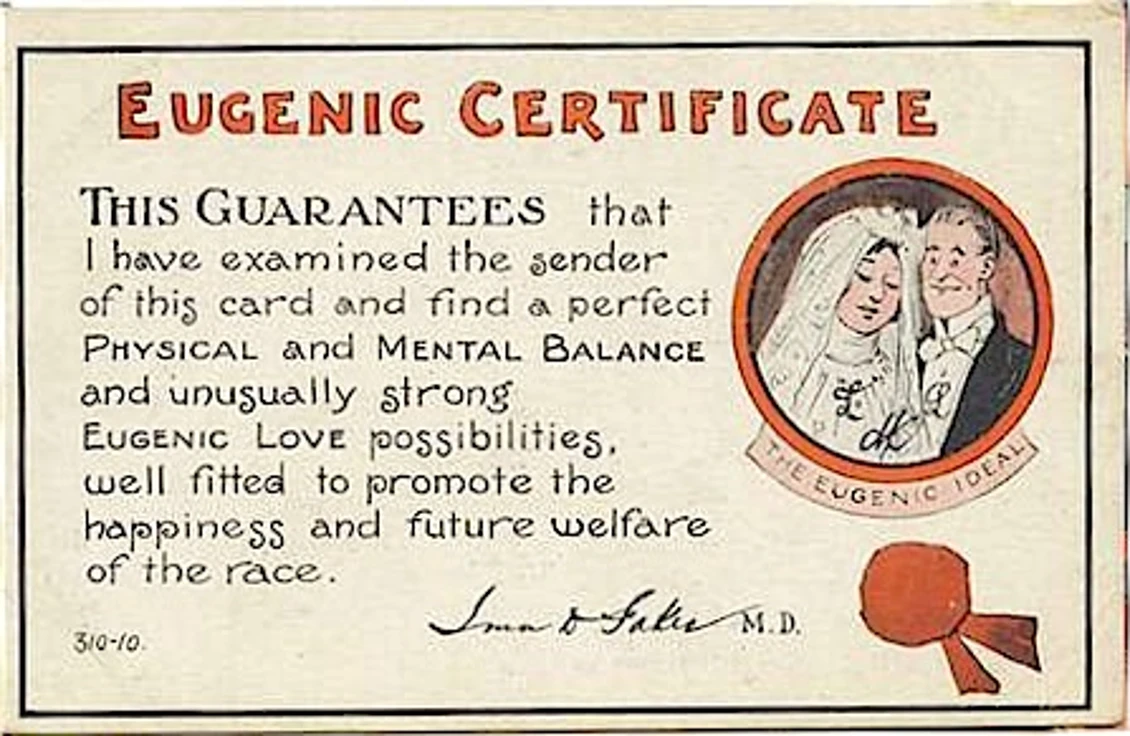 EUGENIC CERTIFICATE
THIS GUARANTEES that
I have examined the sender
of this card and find a perfect
PHYSICAL and MENTAL BALANCE
and unusually strong
EUGENIC LOVE possibilities,
well fitted to promote the
happiness and future welfare
of the race.
THE EUGENIC IDEAL
M.D.
310-10.